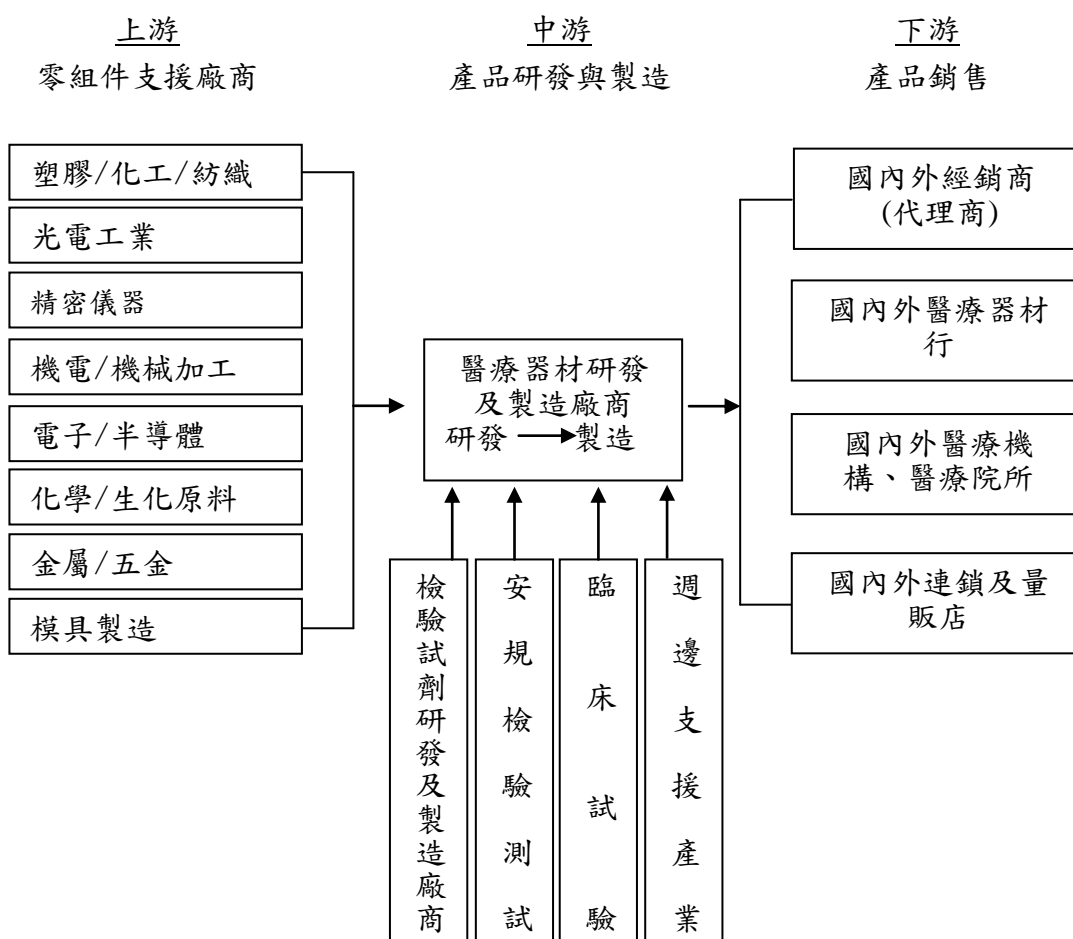 上游
零組件支援廠商
中游
產品研發與製造
下游
產品銷售
塑膠/化工/紡織
光電工業
精密儀器
機電/機械加工
電子/半導體
化學/生化原料
金屬/五金
模具製造
醫療器材研發
及製造廠商
研發
製造
檢驗試劑研發及製造廠商
安規檢驗測試
臨床試驗
週邊支援產業
國內外經銷商
(代理商)
國內外醫療器材
行
國內外醫療機
構、醫療院所
國內外連鎖及量
販店